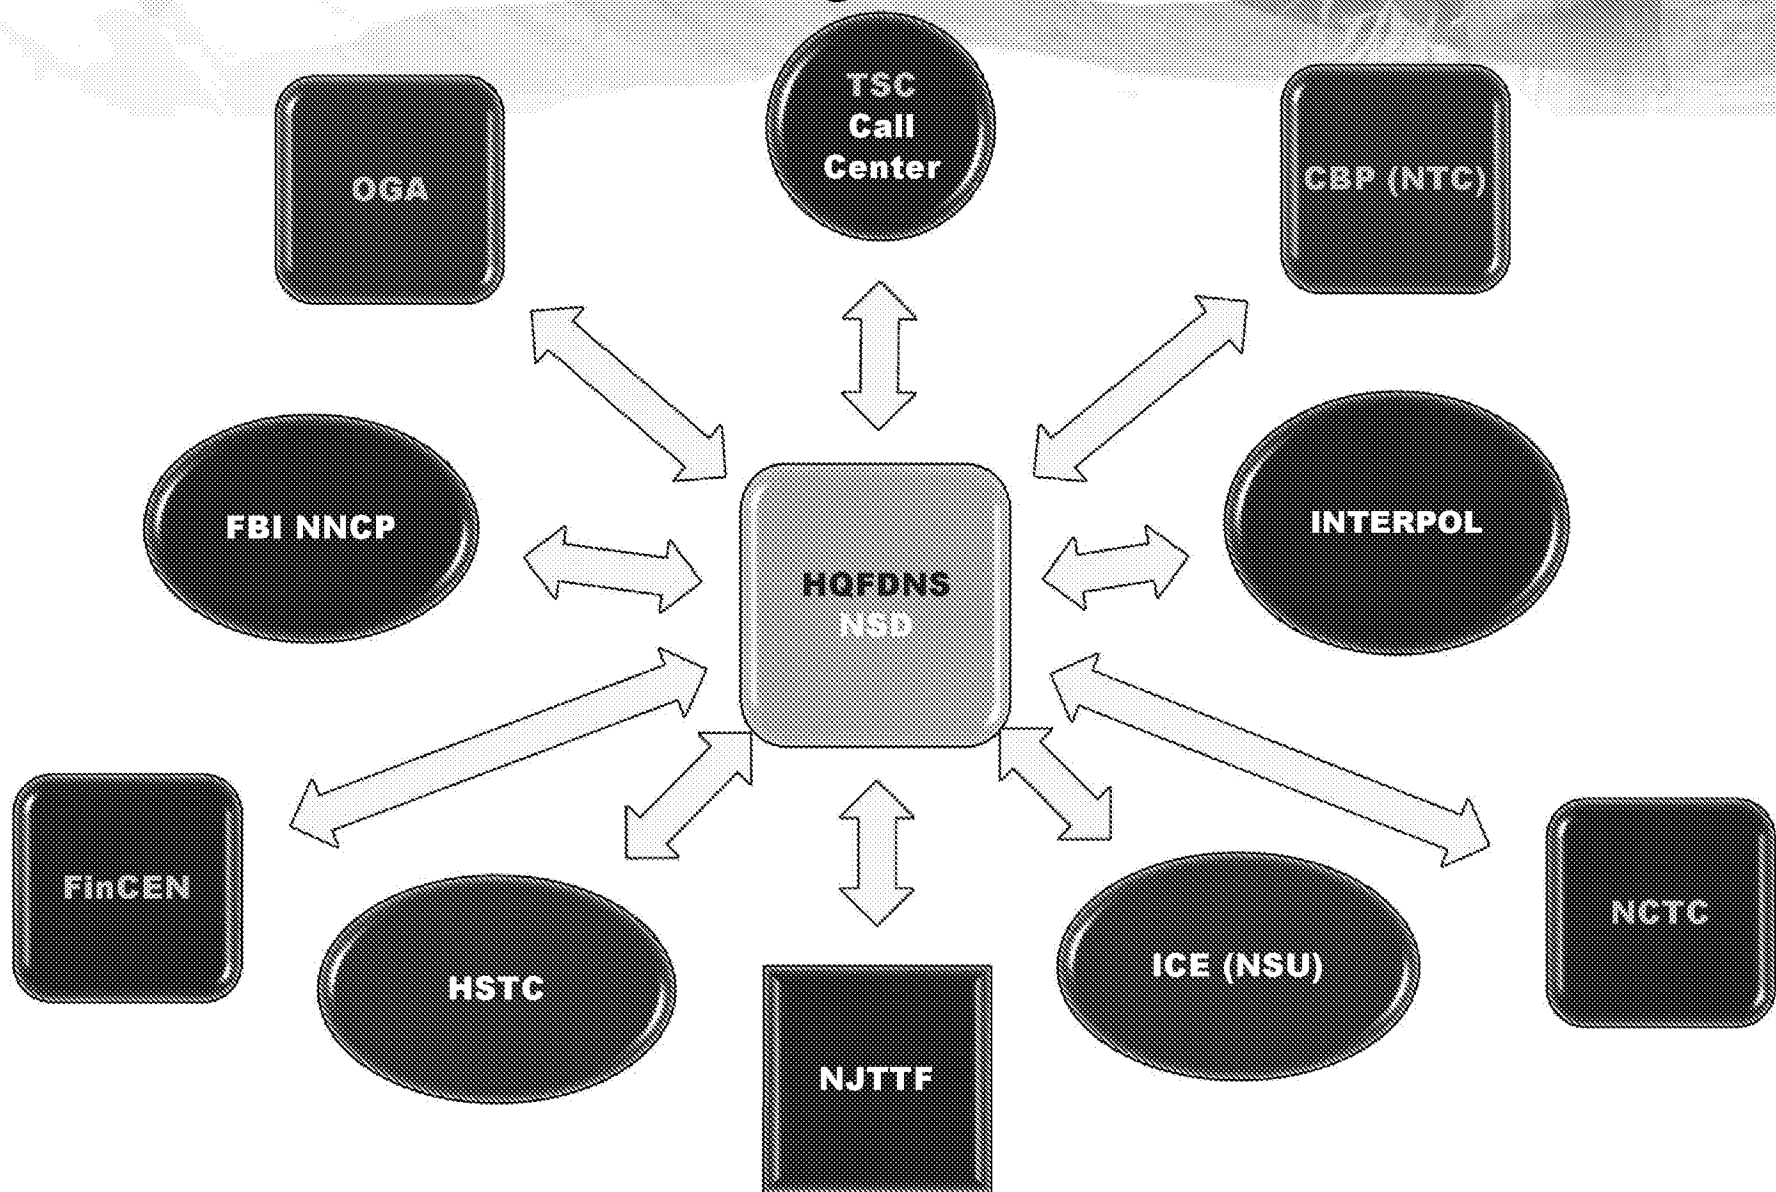 TSC
Call
Center
OGA
CBP (NTC)
FBI NNCP
INTERPOL
HQFDNS
NSD
FinCEN
NCTC
HSTC
ICE (NSU)
NJTTF